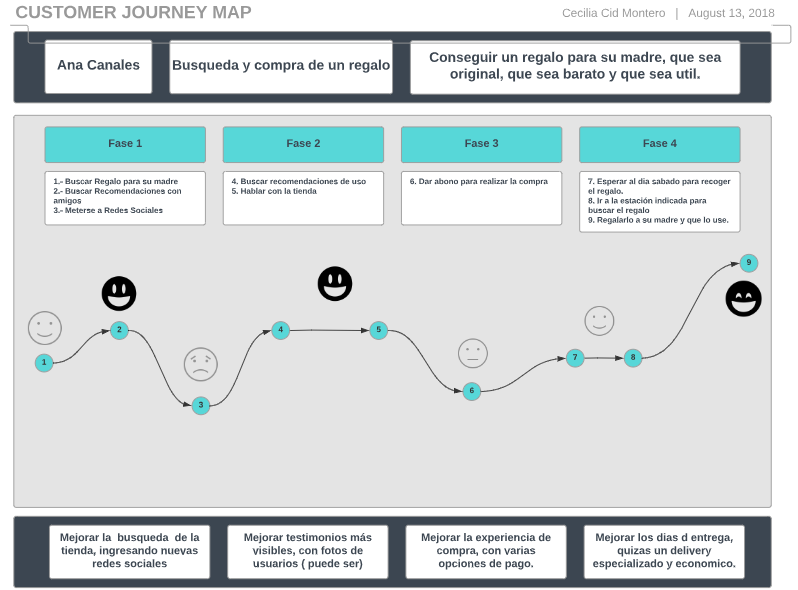 CUSTOMER JOURNEY MAP
Cecilia Cid Montero | August 13, 2018
Ana Canales
Busqueda y compra de un regalo
Conseguir un regalo para su madre, que sea
original, que sea barato y que sea util.
Fase 1
Fase 2
Fase 3
Fase 4
1.- Buscar Regalo para su madre
2.- Buscar Recomendaciones con
amigos
3.- Meterse a Redes Sociales
4. Buscar recomendaciones de uso
5. Hablar con la tienda
6. Dar abono para realizar la compra
7. Esperar al dia sabado para recoger
el regalo.
8. Ir a la estación indicada para
buscar el regalo
9. Regalarlo a su madre y que lo use.
1
2
3
4
5
6
7
8
9
Mejorar la busqueda de la
tienda, ingresando nuevas
redes sociales
Mejorar testimonios más
visibles, con fotos de
usuarios ( puede ser)
Mejorar la experiencia de
compra, con varias
opciones de pago.
Mejorar los dias d entrega,
quizas un delivery
especializado y economico.